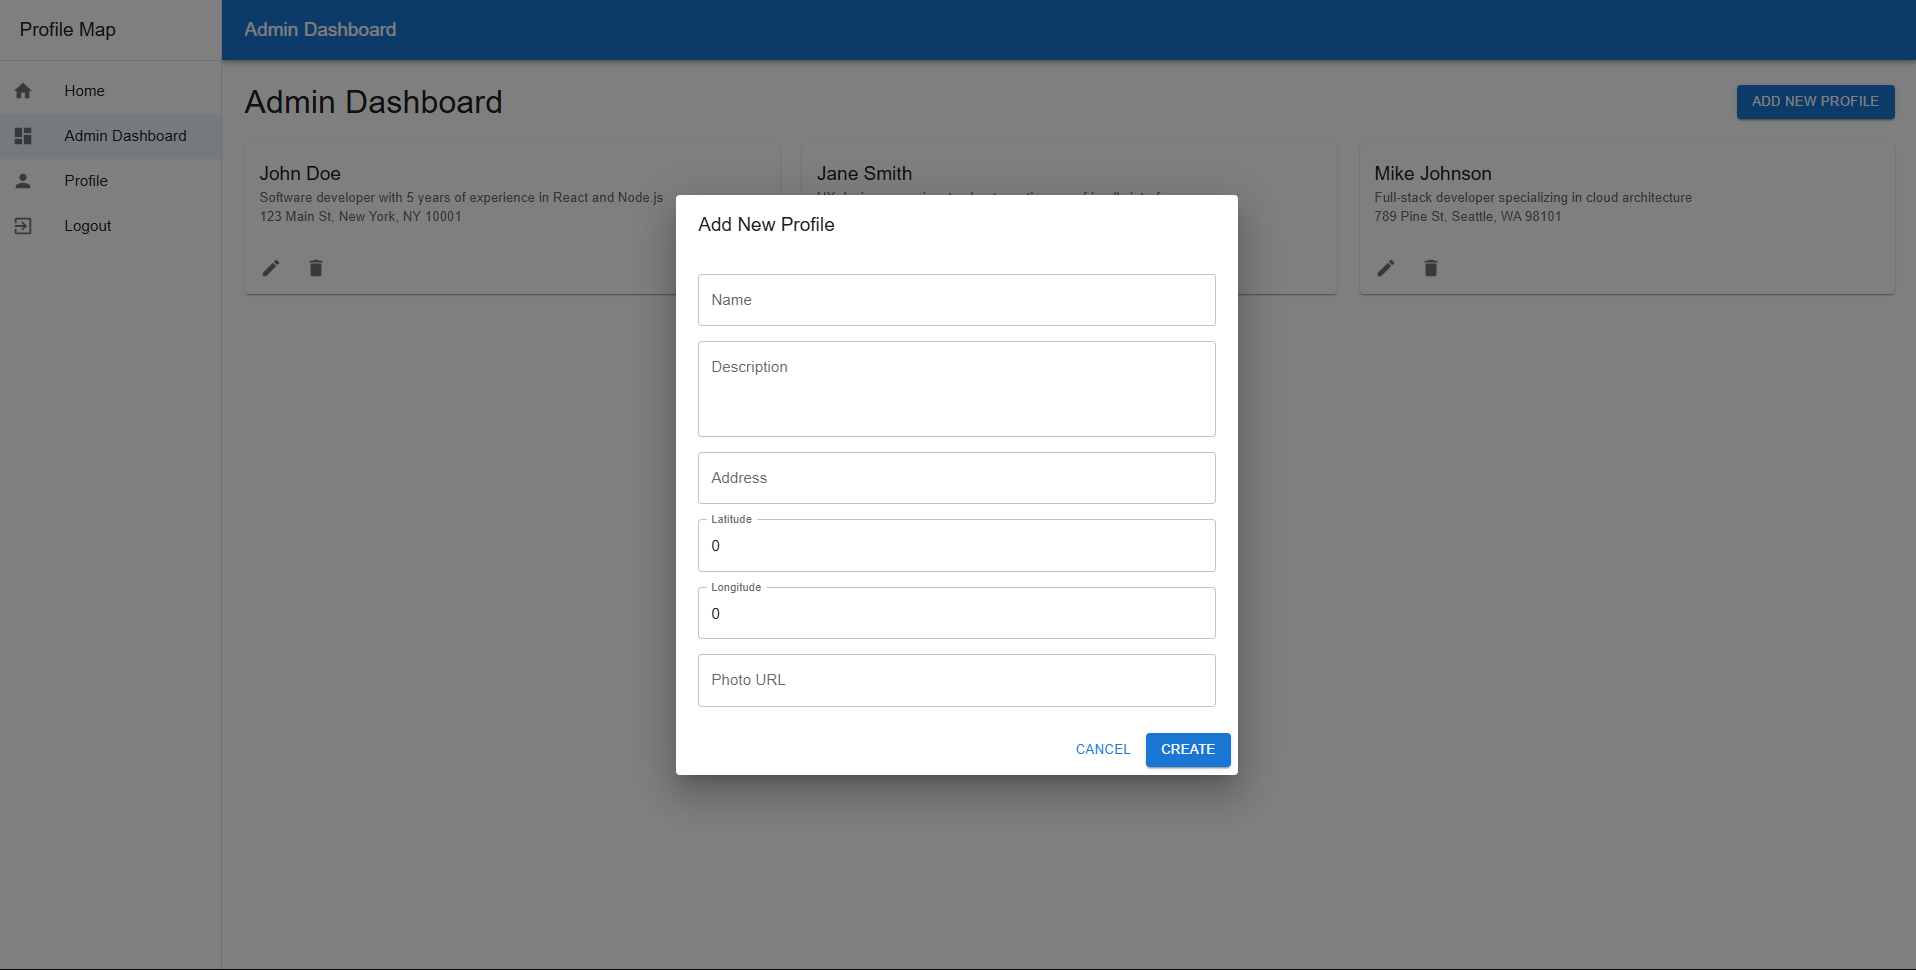 Profile Map
Admin Dashboard
Home
Admin Dashboard
Profile
Logout
Admin Dashboard
ADD NEW PROFILE
John Doe
Software developer with 5 years of experience in React and Node.js
123 Main St, New York, NY 10001
Jane Smith
Mike Johnson
Full-stack developer specializing in cloud architecture
789 Pine St, Seattle, WA 98101
Add New Profile
Name
Description
Address
Latitude
0
Longitude
0
Photo URL
CANCEL
CREATE